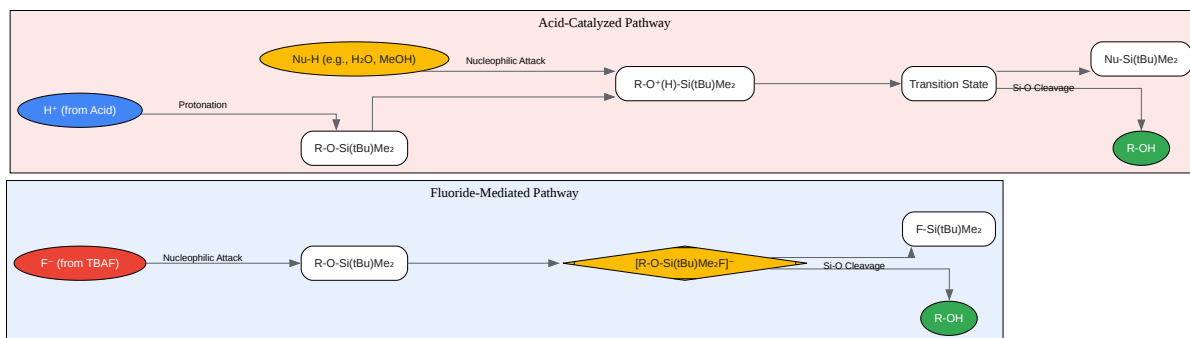 Acid-Catalyzed Pathway
Nu-H (e.g., H₂O, MeOH)
Nucleophilic Attack
Nu-Si(tBu)Me₂
H⁺ (from Acid)
Protonation
R-O⁺(H)-Si(tBu)Me₂
Transition State
Si-O Cleavage
R-O-Si(tBu)Me₂
R-OH
Fluoride-Mediated Pathway
F⁻ (from TBAF)
Nucleophilic Attack
R-O-Si(tBu)Me₂
[R-O-Si(tBu)Me₂F]⁻
Si-O Cleavage
F-Si(tBu)Me₂
R-OH